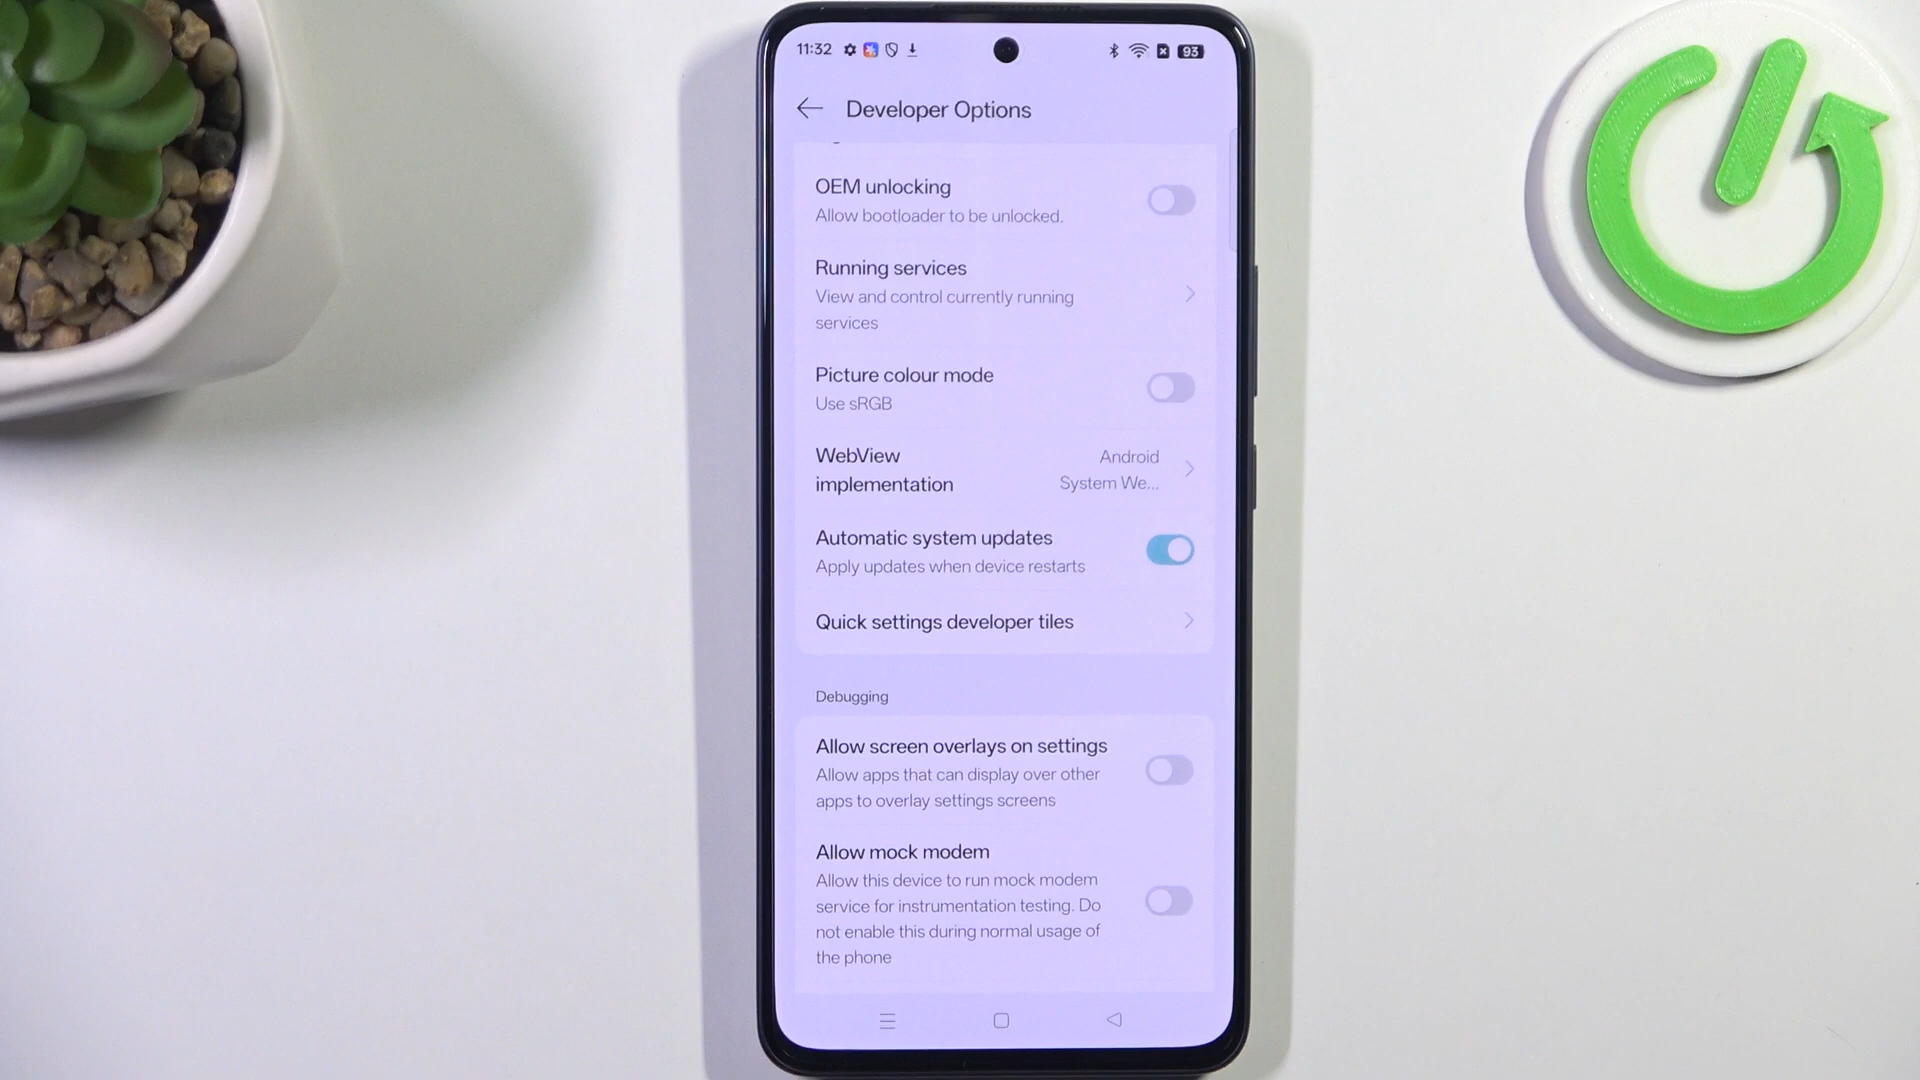 11:32
93
Developer Options
OEM unlocking
Allow bootloader to be unlocked.
Running services
View and control currently running
services
Picture colour mode
Use sRGB
WebView
implementation
Android
System We...
Automatic system updates
Apply updates when device restarts
Quick settings developer tiles
Debugging
Allow screen overlays on settings
Allow apps that can display over other
apps to overlay settings screens
Allow mock modem
Allow this device to run mock modem
service for instrumentation testing. Do
not enable this during normal usage of
the phone